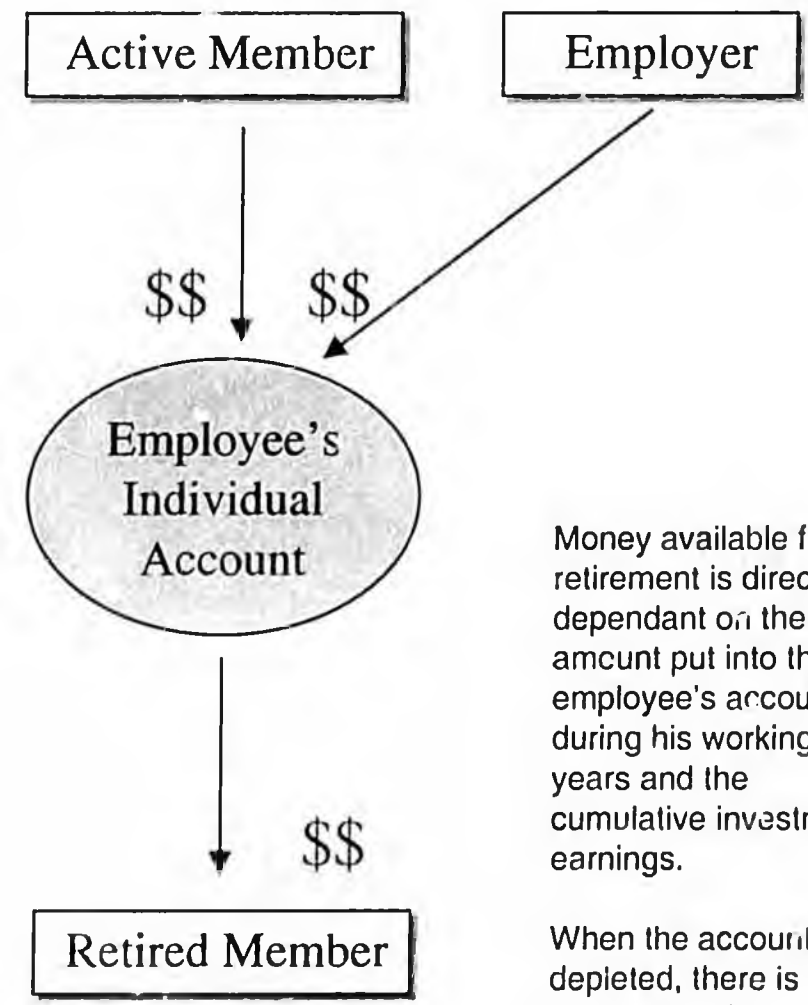 Active Member
Employer
$$ $$
Employee's
Individual
Account
Money available f
retirement is direc
dependant on the
amount put into th
employee's accou
during his working
years and the
cumulative investr
earnings.
$$
Retired Member
When the account
depleted, there is